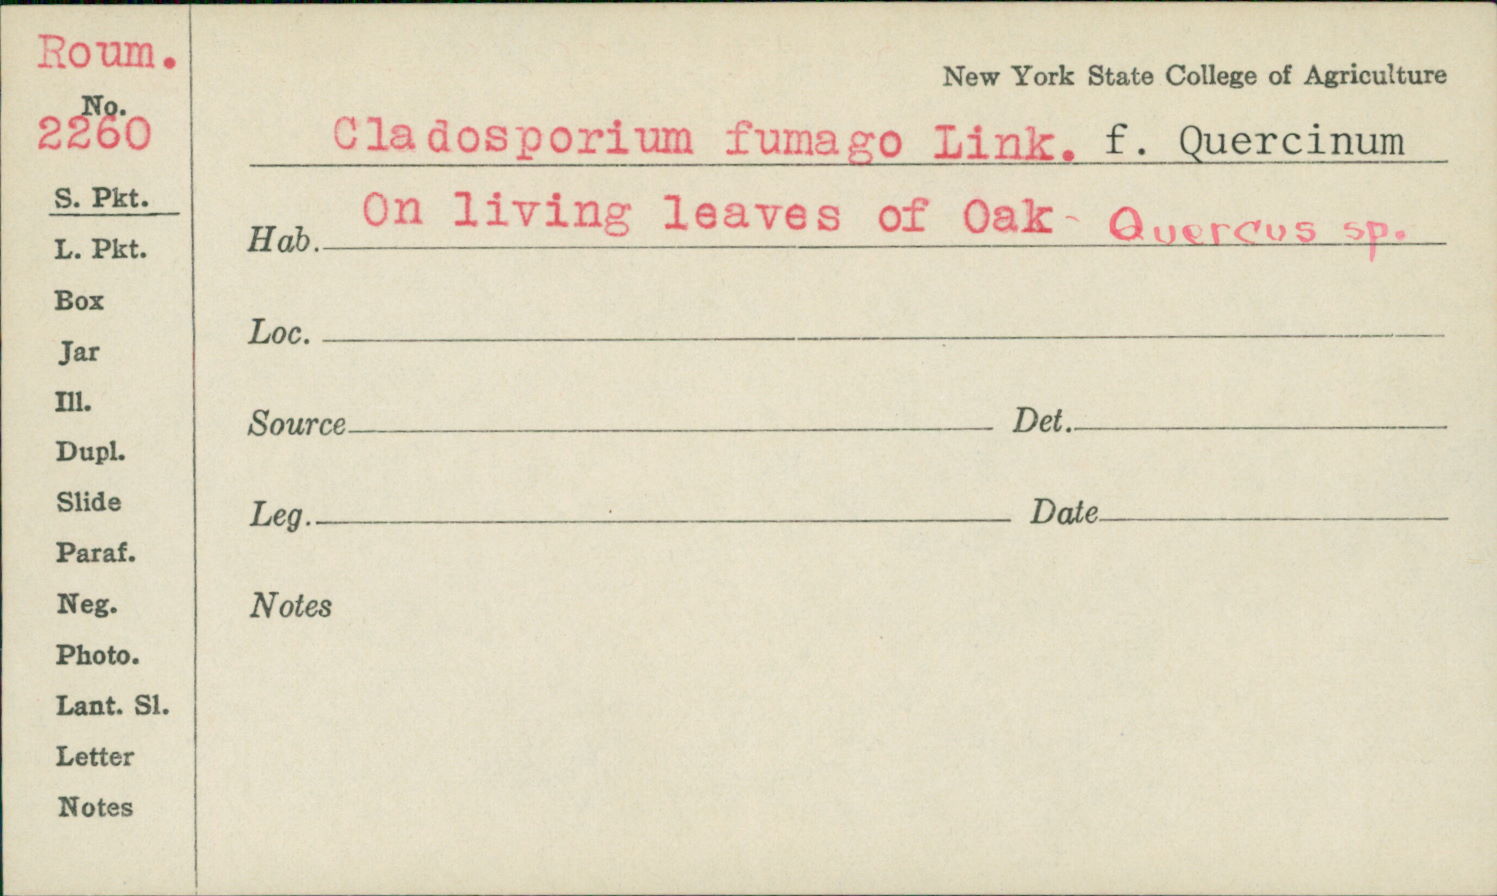 Roum.
No.
2260
S. Pkt.
L. Pkt.
Box
Jar
Ill.
Dupl.
Slide
Paraf.
Neg.
Photo.
Lant. Sl.
Letter
Notes
New York State College of Agriculture
Cladosporium fumago Link. f. Quercinum
Hab. On living leaves of Oak - Quercus sp.
Loc.
Source Det.
Leg. Date
Notes